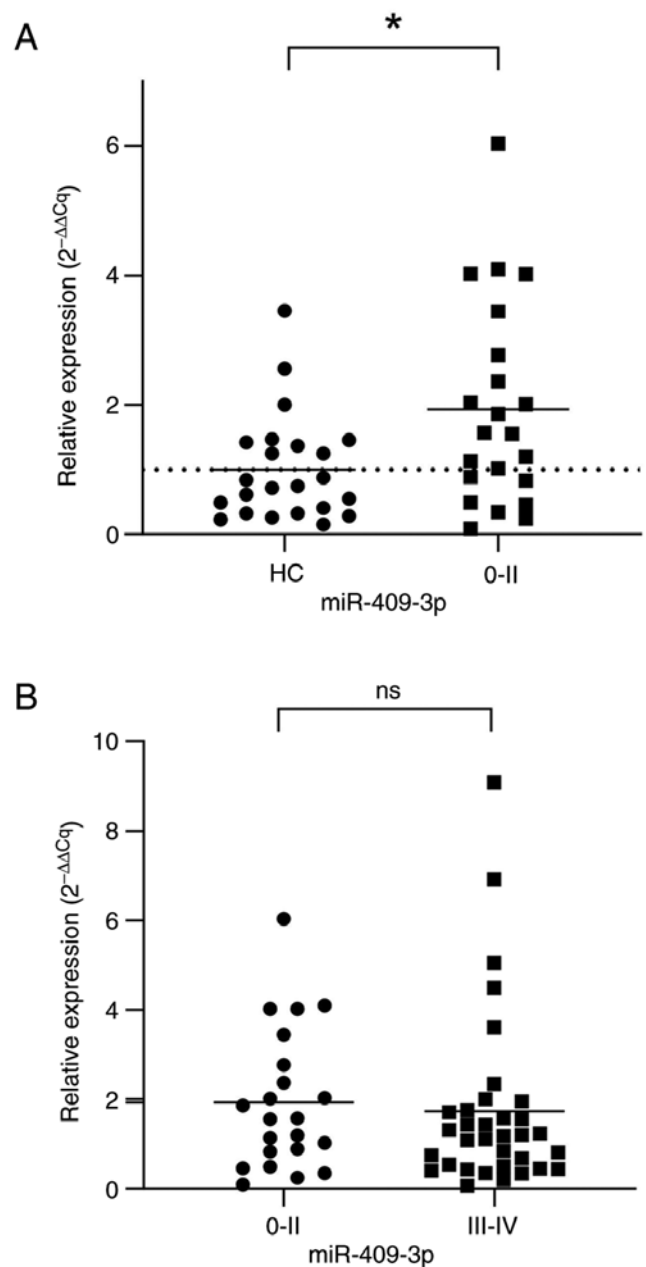 A
*
6
4
2
0
Relative expression (2^−ΔΔCq)
HC 0-II
miR-409-3p
B
ns
10
8
6
4
2
0
Relative expression (2^−ΔΔCq)
0-II III-IV
miR-409-3p